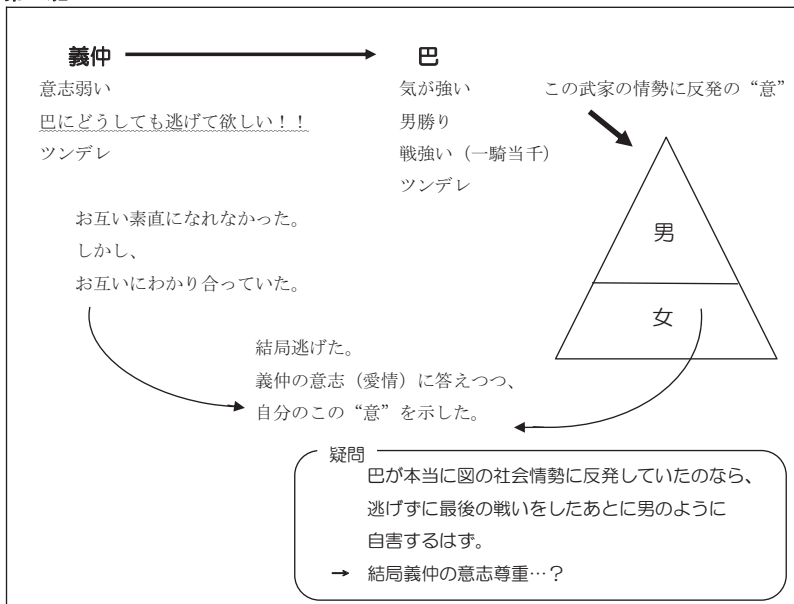 義仲
意志弱い
巴にどうしても逃げて欲しい！！
ツンデレ
巴
気が強い
男勝り
戦強い（一騎当千）
ツンデレ
この武家の情勢に反発の“意”
男
女
お互い素直になれなかった。
しかし、
お互いにわかり合っていた。
結局逃げた。
義仲の意志（愛情）に答えつつ、
自分のこの“意”を示した。
疑問
巴が本当に図の社会情勢に反発していたのなら、
逃げずに最後の戦いをしたあとに男のように
自害するはず。
→ 結局義仲の意志尊重…？